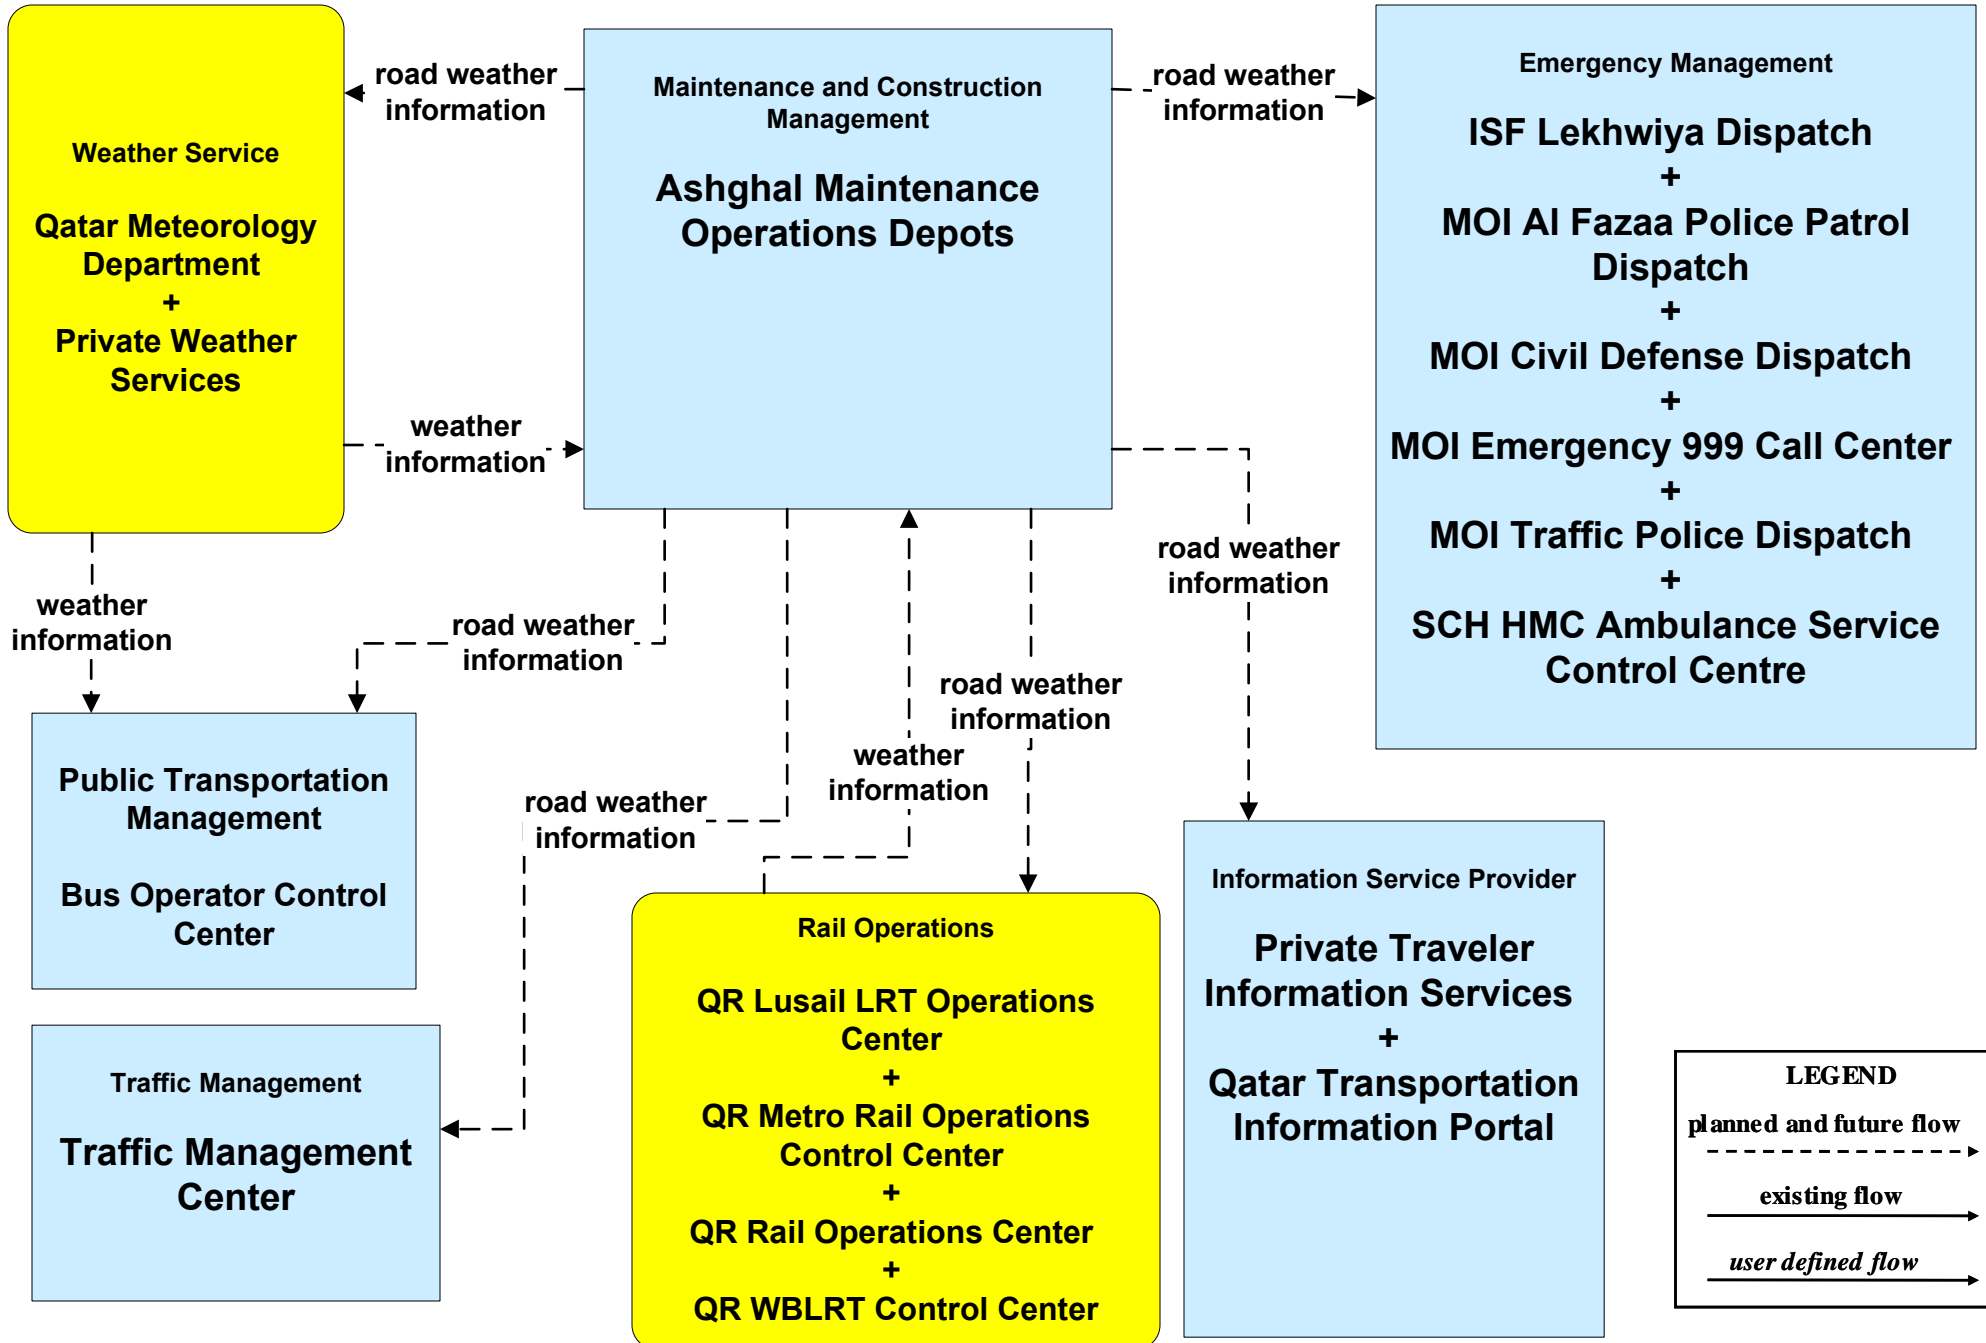 Weather Service
Qatar Meteorology
Department
+
Private Weather
Services
road weather
information
Maintenance and Construction
Management
Ashghal Maintenance
Operations Depots
road weather
information
Emergency Management
ISF Lekhwiya Dispatch
+
MOI Al Fazaa Police Patrol
Dispatch
+
MOI Civil Defense Dispatch
+
MOI Emergency 999 Call Center
+
MOI Traffic Police Dispatch
+
SCH HMC Ambulance Service
Control Centre
weather
information
weather
information
road weather
information
road weather
information
road weather
information
weather
information
road weather
information
Public Transportation
Management
Bus Operator Control
Center
Traffic Management
Traffic Management
Center
Rail Operations
QR Lusail LRT Operations
Center
+
QR Metro Rail Operations
Control Center
+
QR Rail Operations Center
+
QR WBLRT Control Center
Information Service Provider
Private Traveler
Information Services
+
Qatar Transportation
Information Portal
LEGEND
planned and future flow
existing flow
user defined flow